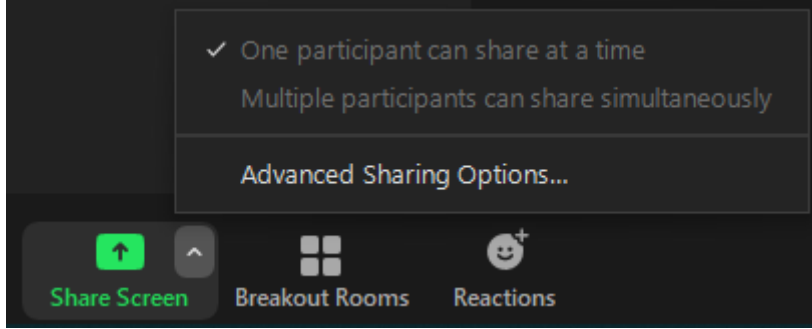 One participant can share at a time
Multiple participants can share simultaneously
Advanced Sharing Options...
Share Screen
Breakout Rooms
Reactions